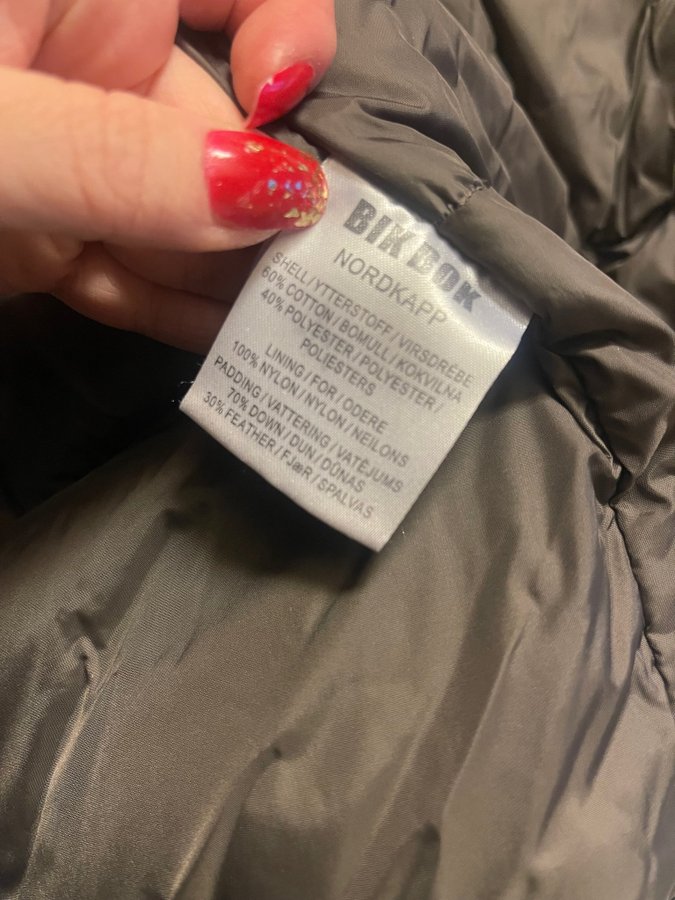 BIK BOK
NORDKAPP
SHELL/YTTERSTOFF/VIRSDRĒBE
60% COTTON/BOMULL/KOKVILNA
40% POLYESTER/POLYESTER/
POLIESTERS
LINING/FOR/ODERE
100% NYLON/NYLON/NEILONS
PADDING/VATTERING/VATĒJUMS
70% DOWN/DUN/DŪNAS
30% FEATHER/FJæR/SPALVAS